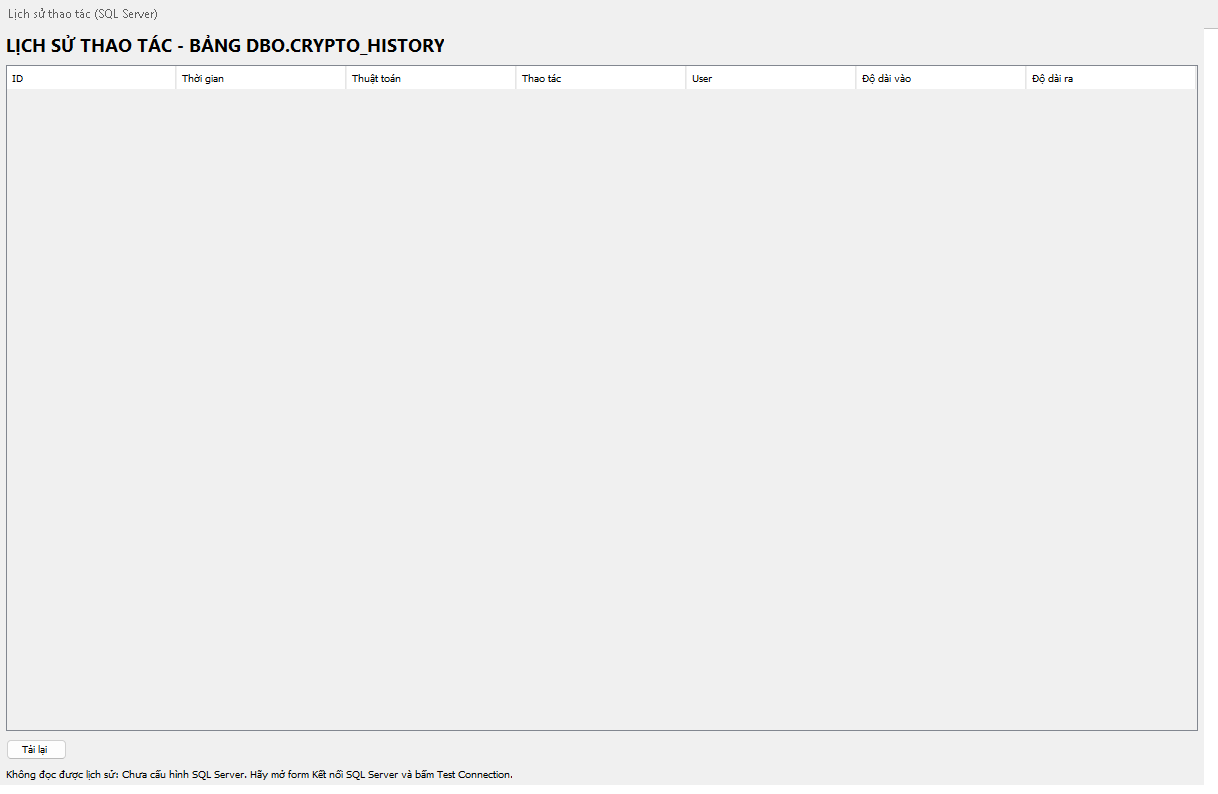 Lịch sử thao tác (SQL Server)
LỊCH SỬ THAO TÁC - BẢNG DBO.CRYPTO_HISTORY
ID Thời gian Thuật toán Thao tác User Độ dài vào Độ dài ra
Tải lại
Không đọc được lịch sử: Chưa cấu hình SQL Server. Hãy mở form Kết nối SQL Server và bấm Test Connection.